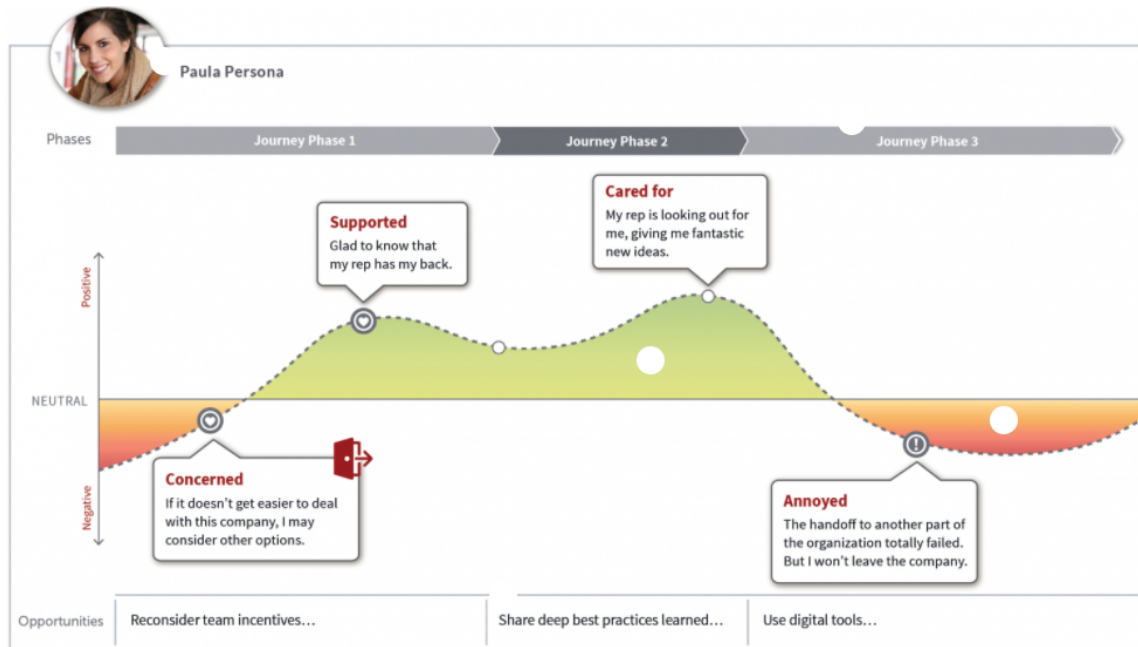 Paula Persona
Phases
Journey Phase 1
Journey Phase 2
Journey Phase 3
Cared for
My rep is looking out for
me, giving me fantastic
new ideas.
Supported
Glad to know that
my rep has my back.
Positive
NEUTRAL
Negative
Concerned
If it doesn't get easier to deal
with this company, I may
consider other options.
Annoyed
The handoff to another part of
the organization totally failed.
But I won't leave the company.
Opportunities
Reconsider team incentives…
Share deep best practices learned…
Use digital tools…